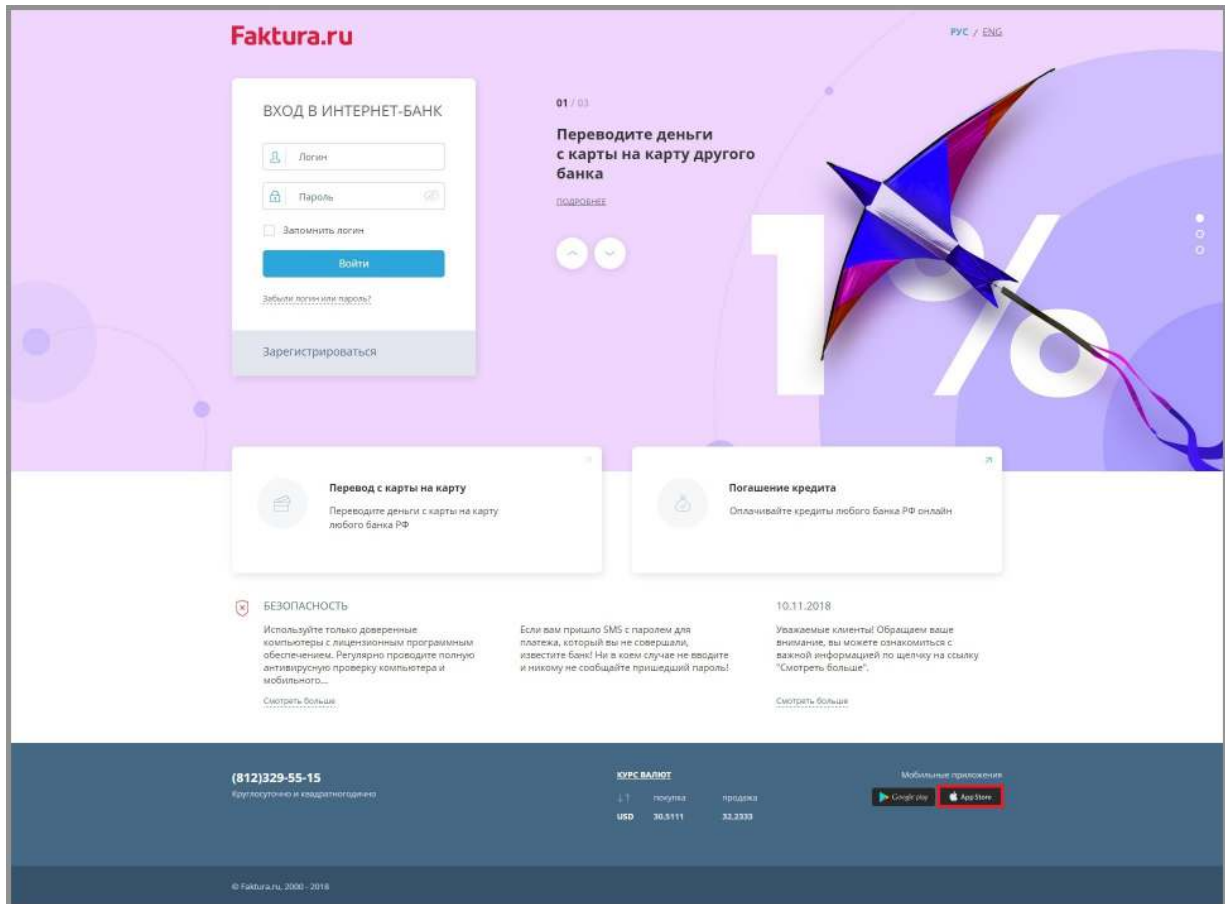 Faktura.ru
РУС / ENG
ВХОД В ИНТЕРНЕТ-БАНК
Логин
Пароль
Запомнить логин
Войти
Забыли логин или пароль?
Зарегистрироваться
01 / 03
Переводите деньги
с карты на карту другого
банка
ПОДРОБНЕЕ
1%
Перевод с карты на карту
Переводите деньги с карты на карту
любого банка РФ
Погашение кредита
Оплачивайте кредиты любого банка РФ онлайн
БЕЗОПАСНОСТЬ
Используйте только доверенные
компьютеры с лицензионным программным
обеспечением. Регулярно проводите полную
антивирусную проверку компьютера и
мобильного...
Смотреть больше
Если вам пришло SMS с паролем для
платежа, который вы не совершали,
известите банк! Ни в коем случае не вводите
и никому не сообщайте пришедший пароль!
10.11.2018
Уважаемые клиенты! Обращаем ваше
внимание, вы можете ознакомиться с
важной информацией по щелчку на ссылку
"Смотреть больше".
Смотреть больше
(812)329-55-15
Круглосуточно и квадратногодично
КУРС ВАЛЮТ
↓↑ покупка продажа
USD 30,5111 32,2333
Мобильные приложения
Google play
App Store
© Faktura.ru, 2000 - 2018